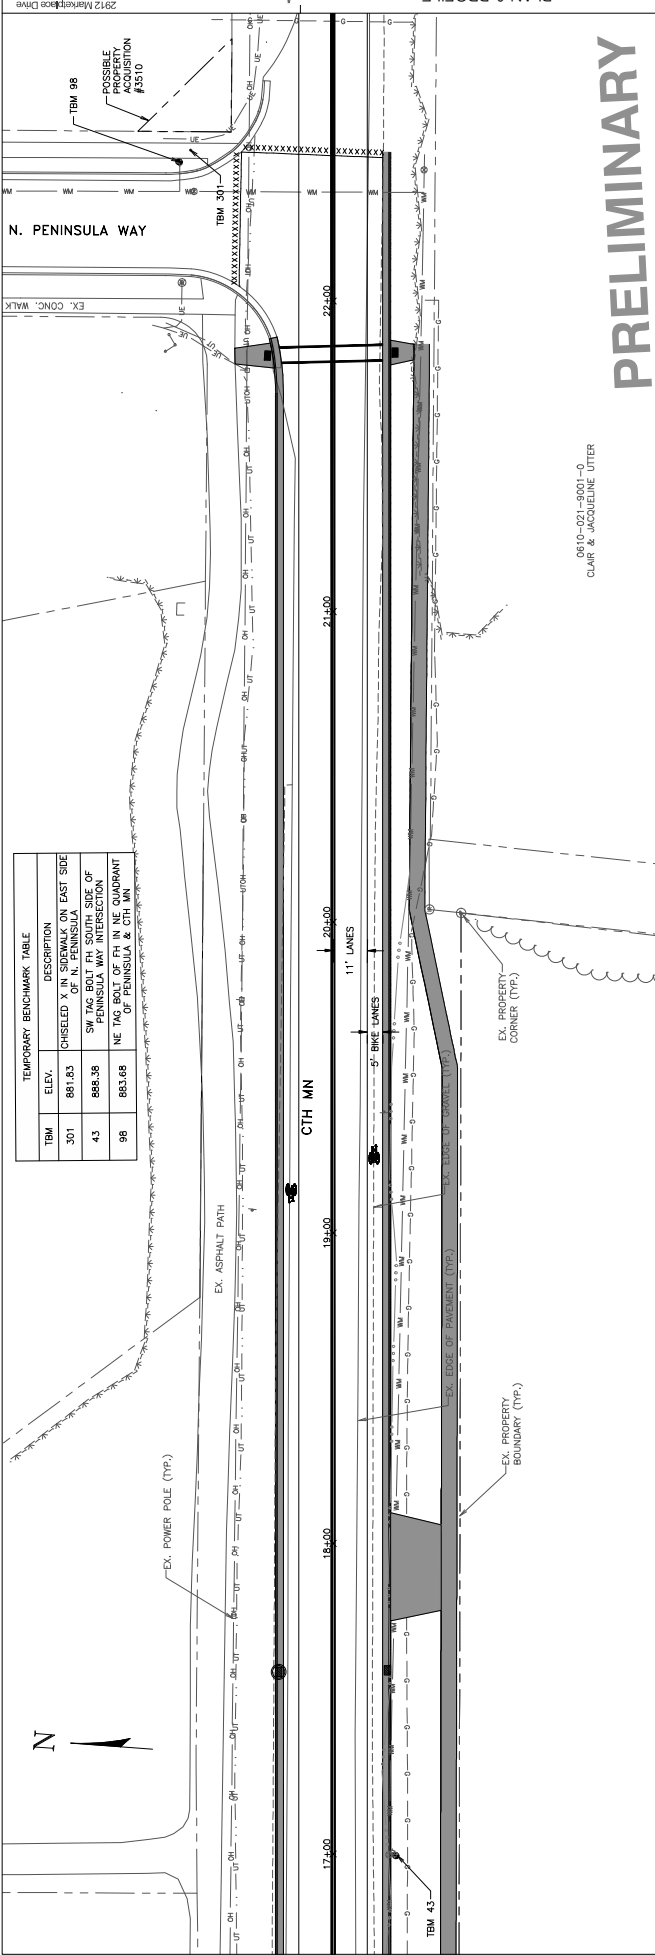 2912 Marketplace Drive
PRELIMINARY
TBM 98
POSSIBLE
PROPERTY
ACQUISITION
#3510
TBM 301
N. PENINSULA WAY
EX. CONC. WALK
22+00
0610-021-9001-0
CLAIR & JACQUELINE UTTER
21+00
TEMPORARY BENCHMARK TABLE
TBM ELEV. DESCRIPTION
301 881.83 CHISELED X IN SIDEWALK ON EAST SIDE
OF N. PENINSULA
43 888.38 SW TAG BOLT FH SOUTH SIDE OF
PENINSULA WAY INTERSECTION
98 883.68 NE TAG BOLT OF FH IN NE QUADRANT
OF PENINSULA & CTH MN
20+00
11' LANES
5' BIKE LANES
EX. PROPERTY
CORNER (TYP.)
CTH MN
EX. EDGE OF GRAVEL (TYP.)
19+00
EX. ASPHALT PATH
EX. EDGE OF PAVEMENT (TYP.)
EX. PROPERTY
BOUNDARY (TYP.)
EX. POWER POLE (TYP.)
18+00
N
17+00
TBM 43